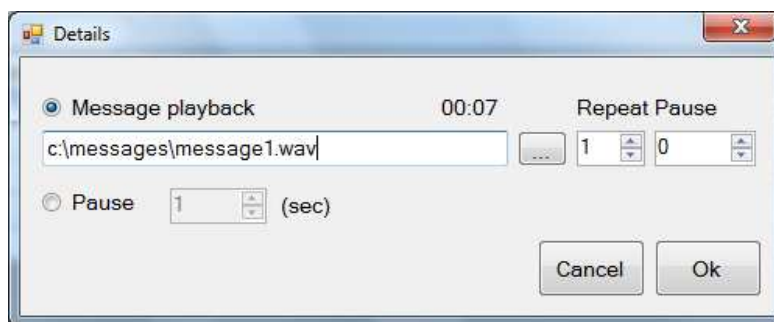 Details
Message playback 00:07 Repeat Pause
c:\messages\message1.wav ... 1 0
Pause 1 (sec)
Cancel Ok